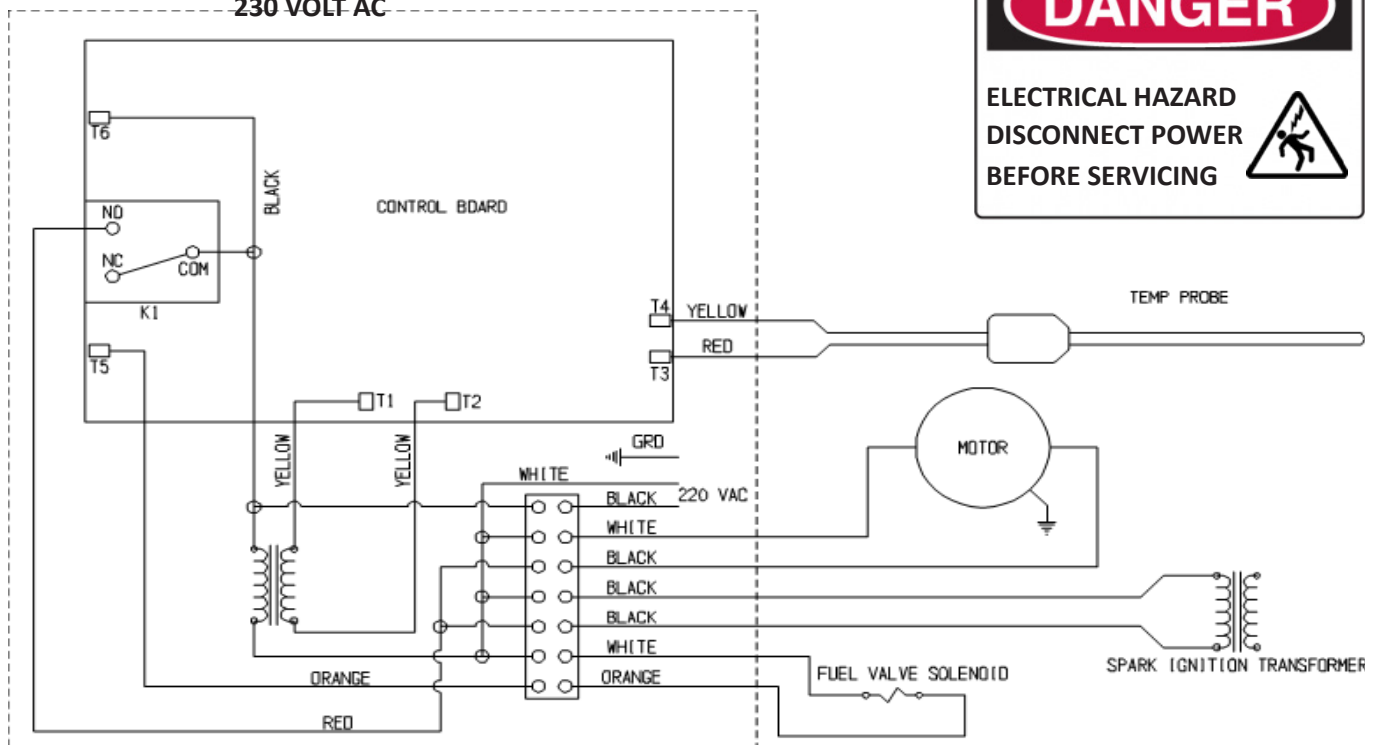 230 VOLT AC
DANGER
ELECTRICAL HAZARD
DISCONNECT POWER
BEFORE SERVICING
T6
BLACK
CONTROL BOARD
NO
NC
COM
K1
T4
YELLOW
TEMP PROBE
RED
T3
T5
T1
T2
YELLOW
YELLOW
GRD
MOTOR
WHITE
BLACK
220 VAC
WHITE
BLACK
BLACK
BLACK
WHITE
SPARK IGNITION TRANSFORMER
FUEL VALVE SOLENOID
ORANGE
ORANGE
RED